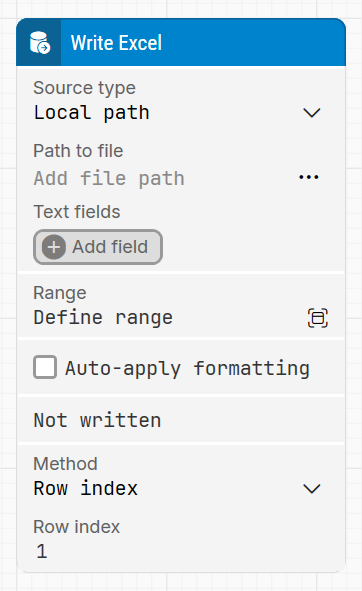 Write Excel
Source type
Local path
Path to file
Add file path
Text fields
Add field
Range
Define range
Auto-apply formatting
Not written
Method
Row index
Row index
1